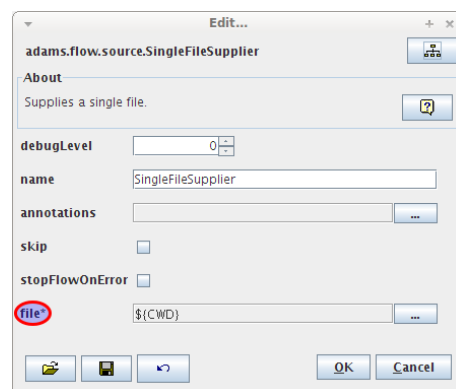 Edit...
adams.flow.source.SingleFileSupplier
About
Supplies a single file.
debugLevel 0
name SingleFileSupplier
annotations ...
skip
stopFlowOnError
file* ${CWD} ...
OK Cancel